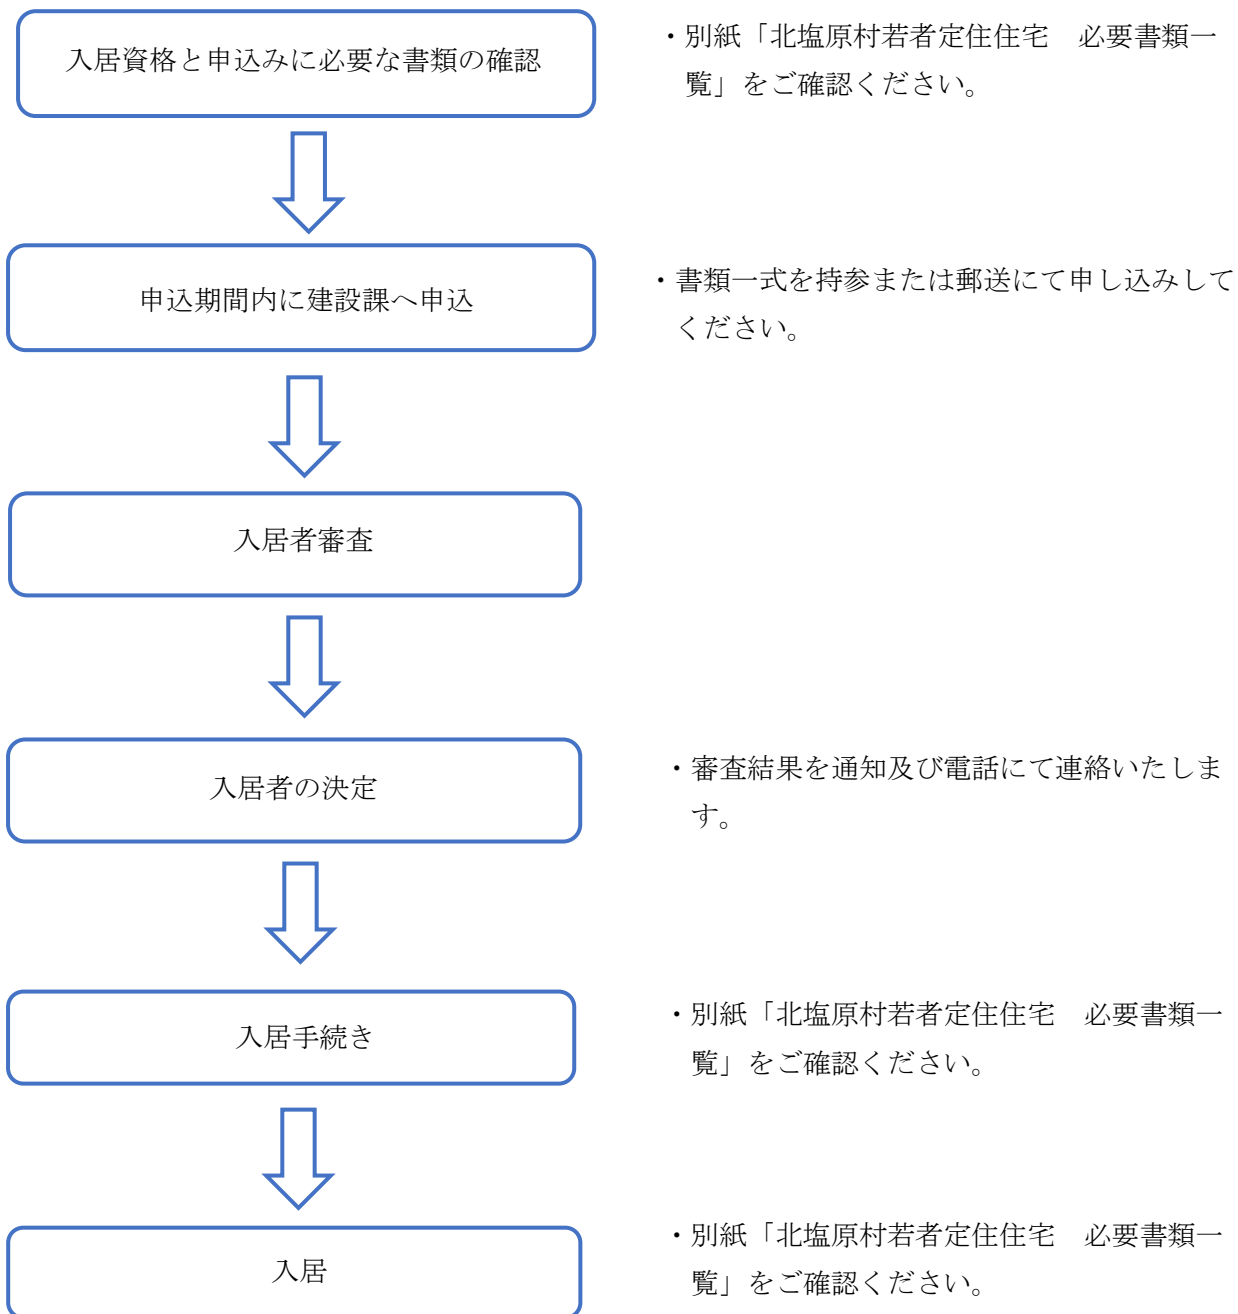 入居資格と申込みに必要な書類の確認
・別紙「北塩原村若者定住住宅　必要書類一
覧」をご確認ください。
申込期間内に建設課へ申込
・書類一式を持参または郵送にて申し込みして
ください。
入居者審査
入居者の決定
・審査結果を通知及び電話にて連絡いたしま
す。
入居手続き
・別紙「北塩原村若者定住住宅　必要書類一
覧」をご確認ください。
入居
・別紙「北塩原村若者定住住宅　必要書類一
覧」をご確認ください。